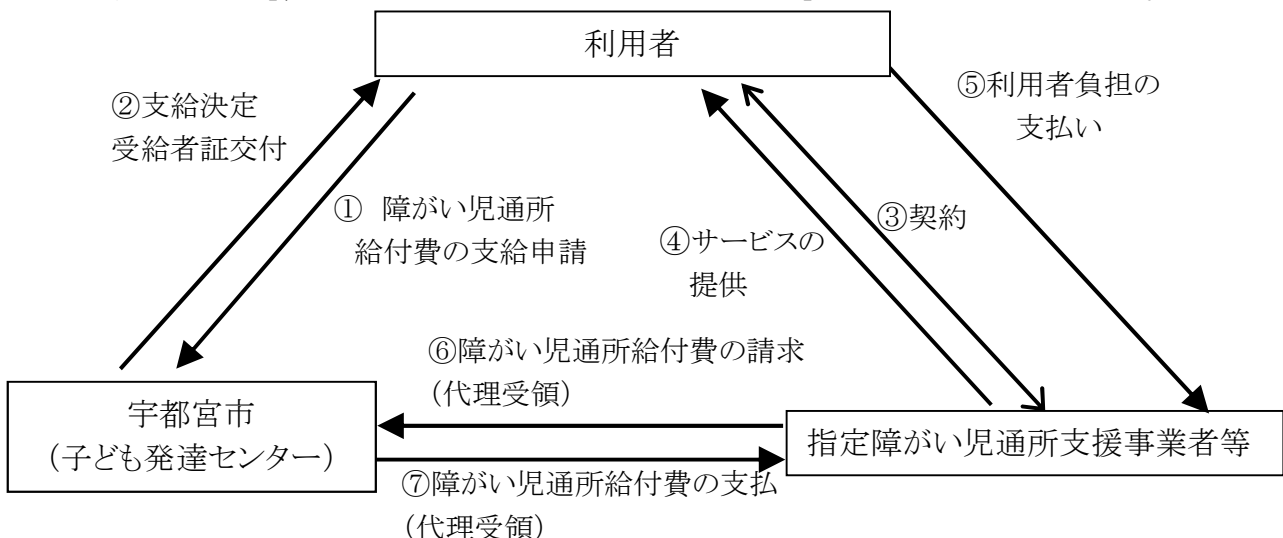 利用者
②支給決定
受給者証交付
⑤利用者負担の
支払い
① 障がい児通所
給付費の支給申請
③契約
④サービスの
提供
⑥障がい児通所給付費の請求
(代理受領)
宇都宮市
(子ども発達センター)
指定障がい児通所支援事業者等
⑦障がい児通所給付費の支払
(代理受領)